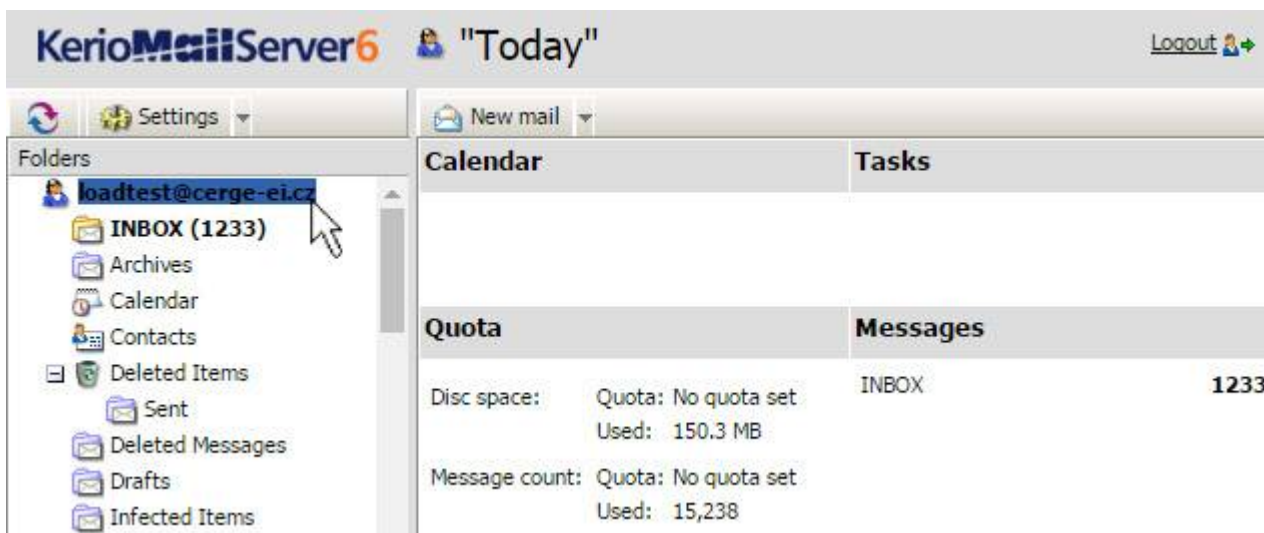 KerioMailServer6 "Today" Logout
Settings New mail
Folders
loadtest@cerge-ei.cz
INBOX (1233)
Archives
Calendar
Contacts
Deleted Items
Sent
Deleted Messages
Drafts
Infected Items
Calendar Tasks
Quota Messages
Disc space: Quota: No quota set
Used: 150.3 MB
Message count: Quota: No quota set
Used: 15,238
INBOX 1233